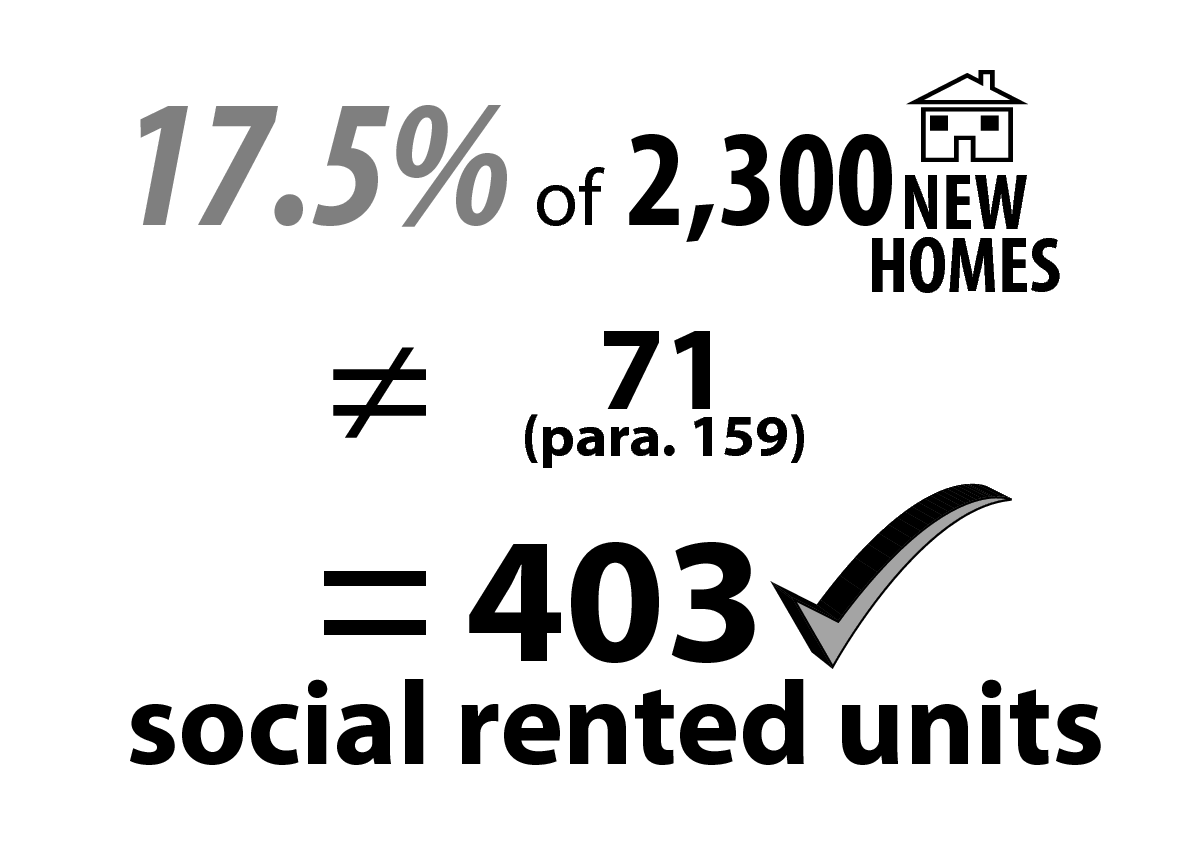 17.5% of 2,300 NEW
HOMES
≠ 71
(para. 159)
= 403
social rented units